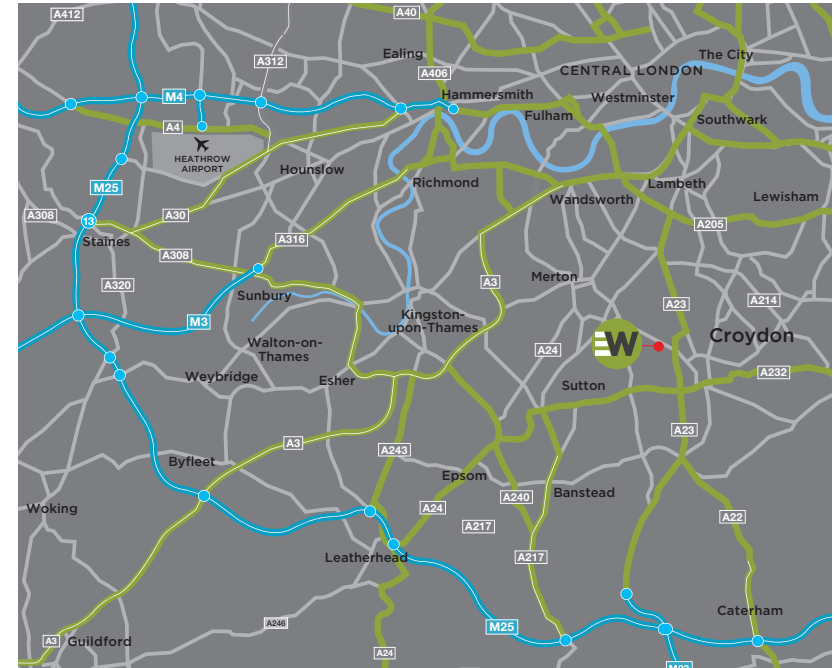 A412
A40
A312
Ealing
The City
A406
CENTRAL LONDON
M4
Hammersmith
Westminster
A4
Fulham
Southwark
HEATHROW
AIRPORT
Hounslow
M25
Richmond
Lambeth
Wandsworth
Lewisham
A308
A30
13
A205
Staines
A316
A308
Merton
A320
Sunbury
A3
A23
A214
M3
Kingston-
upon-Thames
Walton-on-
Thames
A24
EW
Croydon
Weybridge
Esher
Sutton
A232
A23
A3
A243
Byfleet
Epsom
Banstead
A240
Woking
A24
A217
A22
Leatherhead
A217
Caterham
A246
M25
A3
Guildford
A24
M23